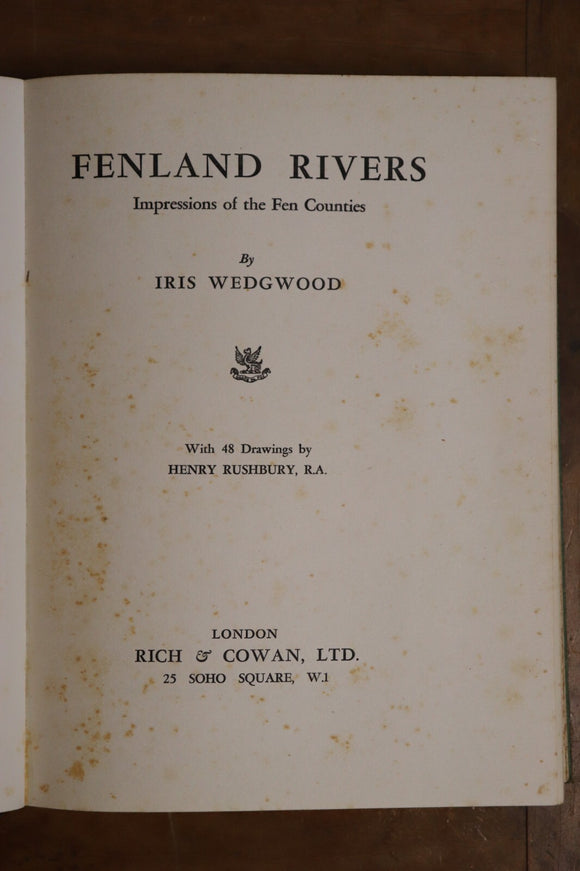 FENLAND RIVERS
Impressions of the Fen Counties
By
IRIS WEDGWOOD
With 48 Drawings by
HENRY RUSHBURY, R.A.
LONDON
RICH & COWAN, LTD.
25 SOHO SQUARE, W.1